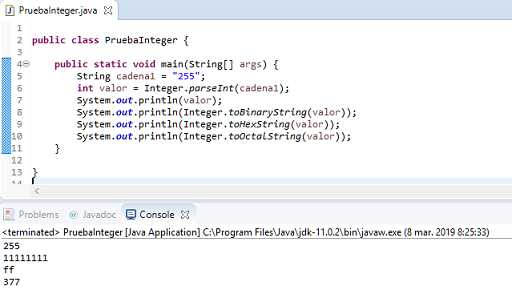 PruebaInteger.java
1
2 public class PruebaInteger {
3
4 public static void main(String[] args) {
5 String cadena1 = "255";
6 int valor = Integer.parseInt(cadena1);
7 System.out.println(valor);
8 System.out.println(Integer.toBinaryString(valor));
9 System.out.println(Integer.toHexString(valor));
10 System.out.println(Integer.toOctalString(valor));
11 }
12
13 }
14
Problems Javadoc Console
<terminated> PruebaInteger [Java Application] C:\Program Files\Java\jdk-11.0.2\bin\javaw.exe (8 mar. 2019 8:25:33)
255
11111111
ff
377